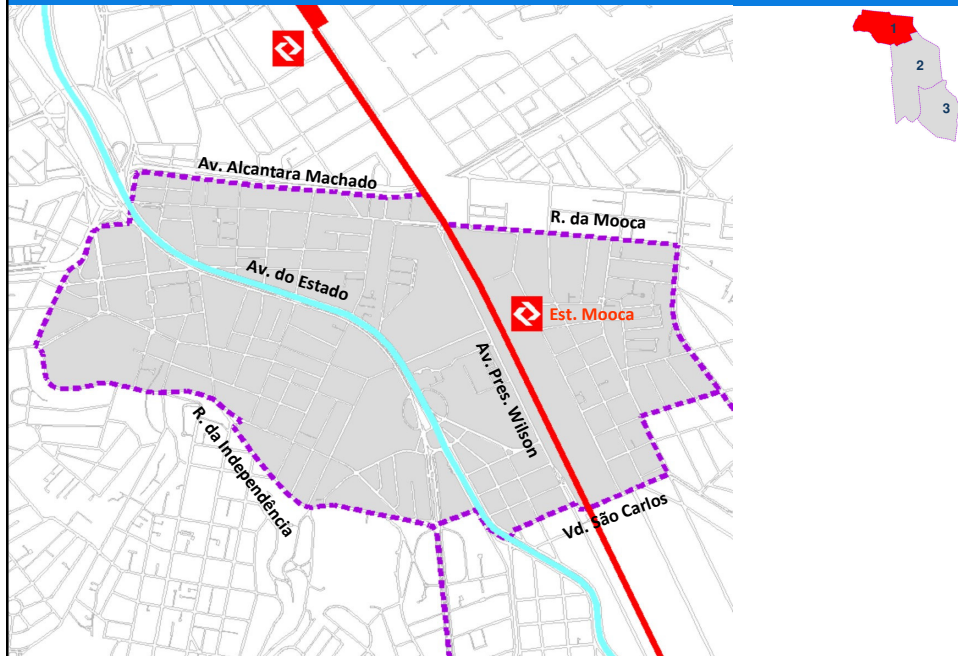 1
2
3
Av. Alcantara Machado
R. da Mooca
Av. do Estado
Est. Mooca
Av. Pres. Wilson
R. da Independência
Vd. São Carlos